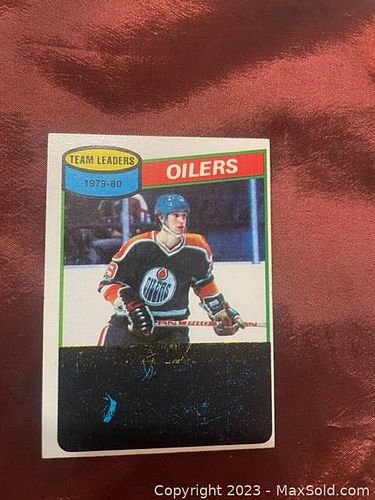 TEAM LEADERS
1979-80
OILERS
OILERS
Copyright © 2023 - MaxSold.com